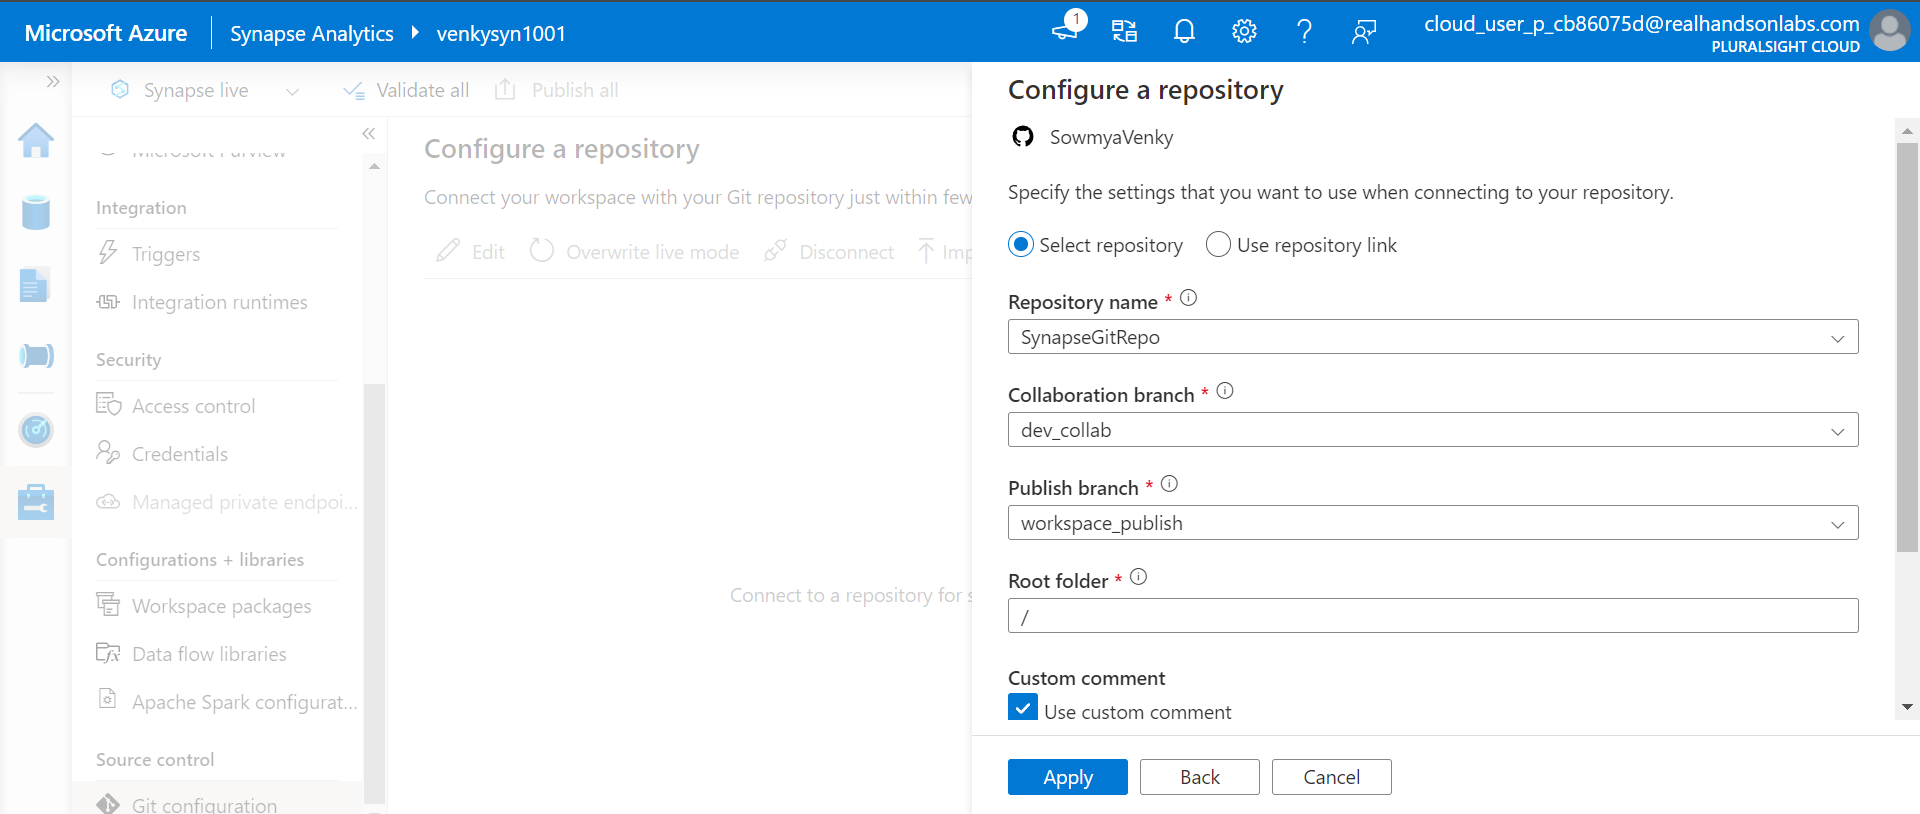 Microsoft Azure
Synapse Analytics
venkysyn1001
1
cloud_user_p_cb86075d@realhandsonlabs.com
PLURALSIGHT CLOUD
Synapse live
Validate all
Publish all
Microsoft Purview
Integration
Triggers
Integration runtimes
Security
Access control
Credentials
Managed private endpoi...
Configurations + libraries
Workspace packages
Data flow libraries
Apache Spark configurat...
Source control
Git configuration
Configure a repository
Connect your workspace with your Git repository just within few
Edit
Overwrite live mode
Disconnect
Imp
Connect to a repository for s
Configure a repository
SowmyaVenky
Specify the settings that you want to use when connecting to your repository.
Select repository
Use repository link
Repository name *
SynapseGitRepo
Collaboration branch *
dev_collab
Publish branch *
workspace_publish
Root folder *
/
Custom comment
Use custom comment
Apply
Back
Cancel